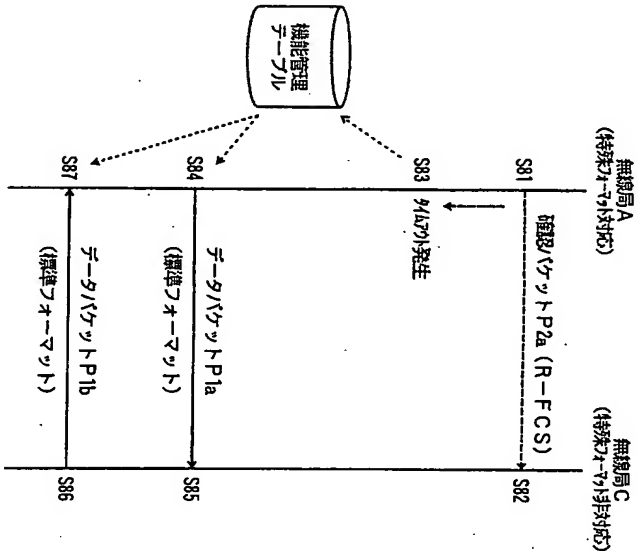 無線局A
(特殊フォーマット対応)
無線局C
(特殊フォーマット非対応)
S81
確認パケットP2a (R-FCS)
S82
S83
タイムアウト発生
機能管理
テーブル
S84
データパケットP1a
(標準フォーマット)
S85
S87
データパケットP1b
(標準フォーマット)
S86